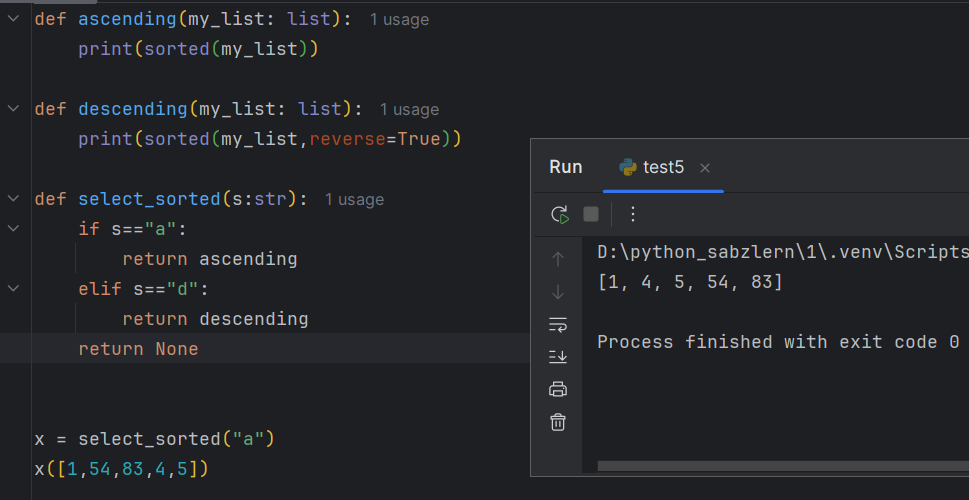 def ascending(my_list: list): 1 usage
    print(sorted(my_list))
def descending(my_list: list): 1 usage
    print(sorted(my_list,reverse=True))
def select_sorted(s:str): 1 usage
    if s=="a":
        return ascending
    elif s=="d":
        return descending
    return None
x = select_sorted("a")
x([1,54,83,4,5])
Run test5
D:\python_sabzlern\1\.venv\Scripts
[1, 4, 5, 54, 83]
Process finished with exit code 0